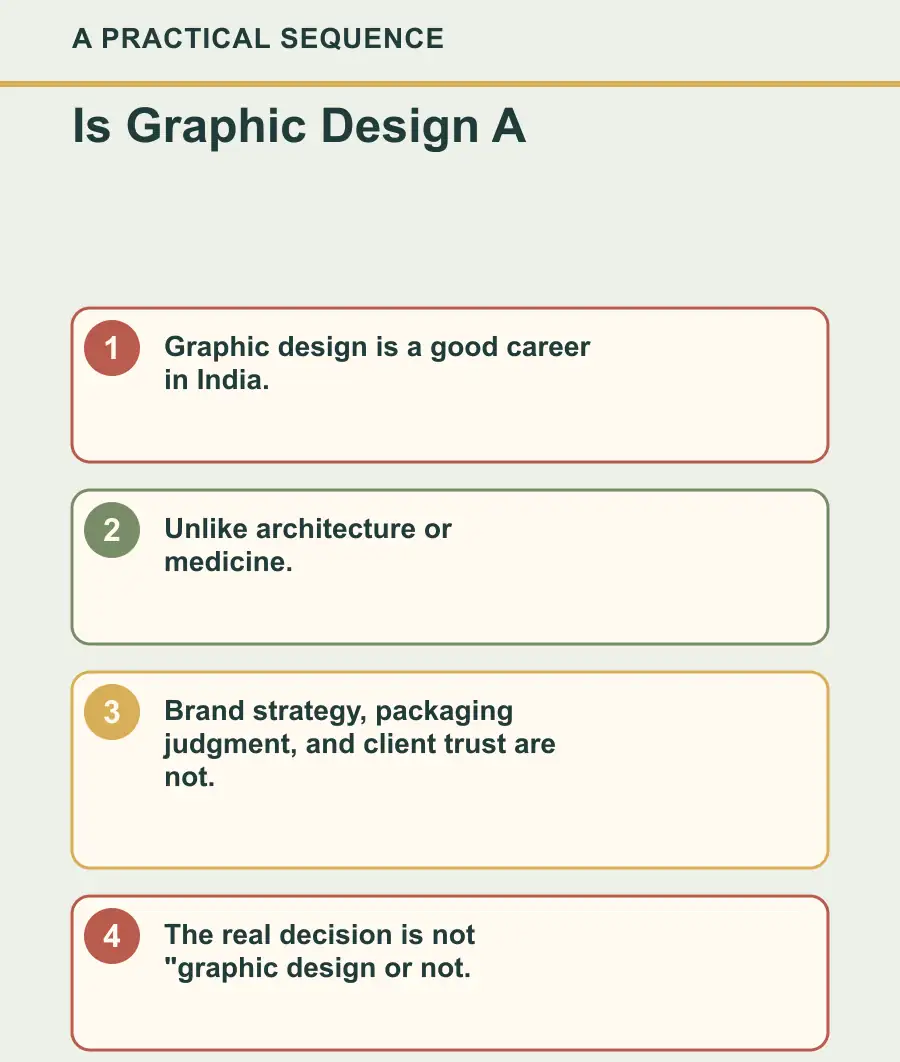 A PRACTICAL SEQUENCE
Is Graphic Design A
1
Graphic design is a good career
in India.
2
Unlike architecture or
medicine.
3
Brand strategy, packaging
judgment, and client trust are
not.
4
The real decision is not
"graphic design or not.